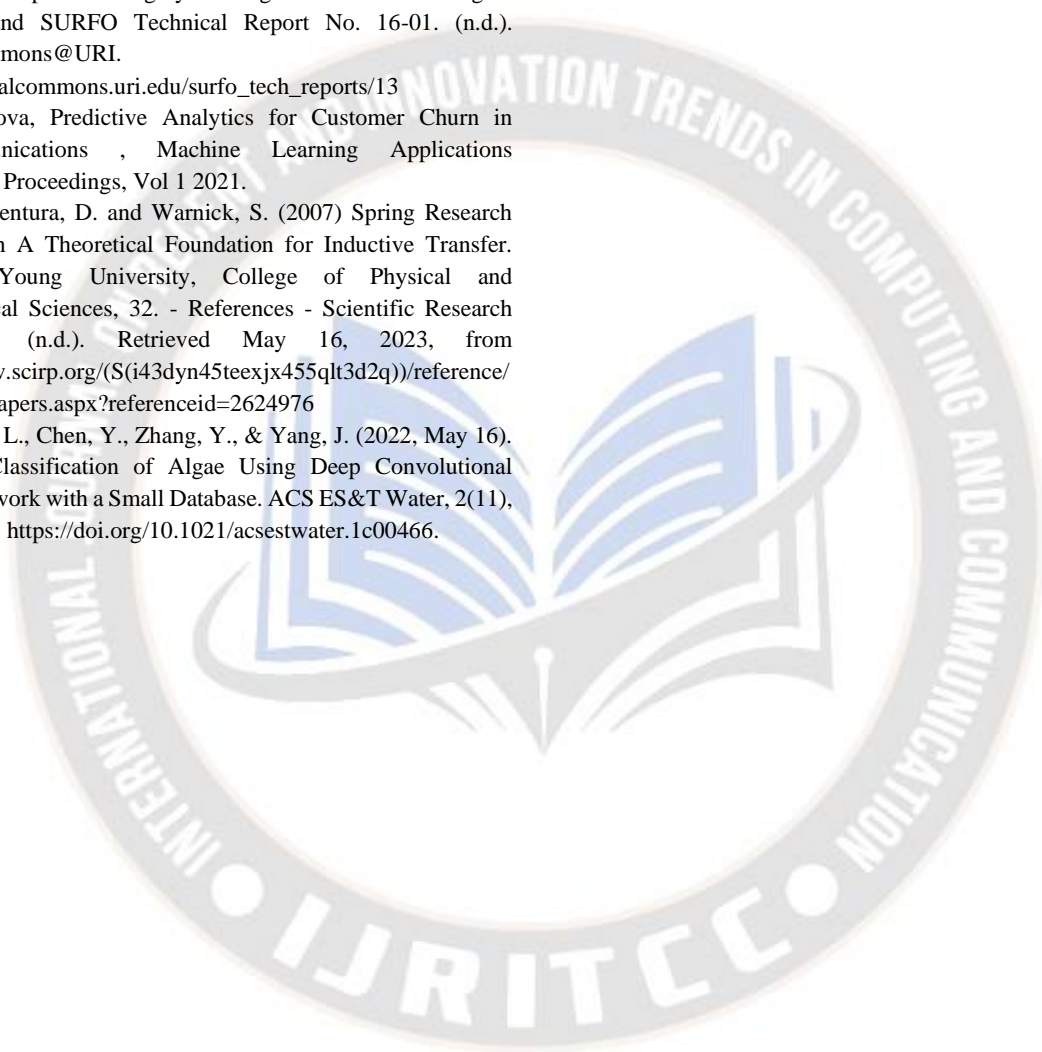 nd SURFO Technical Report No. 16-01. (n.d.).
mons@URI.
alcommons.uri.edu/surfo_tech_reports/13
ova, Predictive Analytics for Customer Churn in
unications , Machine Learning Applications
Proceedings, Vol 1 2021.
entura, D. and Warnick, S. (2007) Spring Research
n A Theoretical Foundation for Inductive Transfer.
Young University, College of Physical and
cal Sciences, 32. - References - Scientific Research
(n.d.). Retrieved May 16, 2023, from
w.scirp.org/(S(i43dyn45teexjx455qlt3d2q))/reference/
apers.aspx?referenceid=2624976
L., Chen, Y., Zhang, Y., & Yang, J. (2022, May 16).
Classification of Algae Using Deep Convolutional
work with a Small Database. ACS ES&T Water, 2(11),
https://doi.org/10.1021/acsestwater.1c00466.
INTERNATIONAL JOURNAL ON RECENT AND INNOVATION TRENDS IN COMPUTING AND COMMUNICATION
IJRITCC